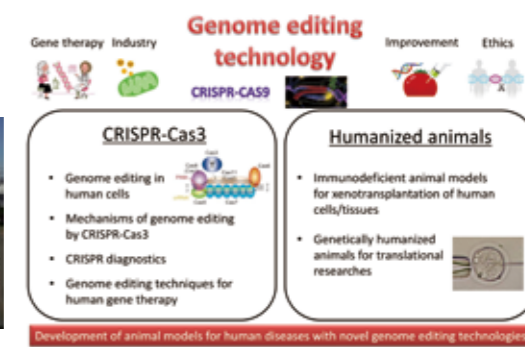 Genome editing
technology
Gene therapy
Industry
Improvement
Ethics
CRISPR-CAS9
CRISPR-Cas3
• Genome editing in
human cells
• Mechanisms of genome editing
by CRISPR-Cas3
• CRISPR diagnostics
• Genome editing techniques for
human gene therapy
Humanized animals
• Immunodeficient animal models
for xenotransplantation of human
cells/tissues
• Genetically humanized
animals for translational
researches
Development of animal models for human diseases with novel genome editing technologies